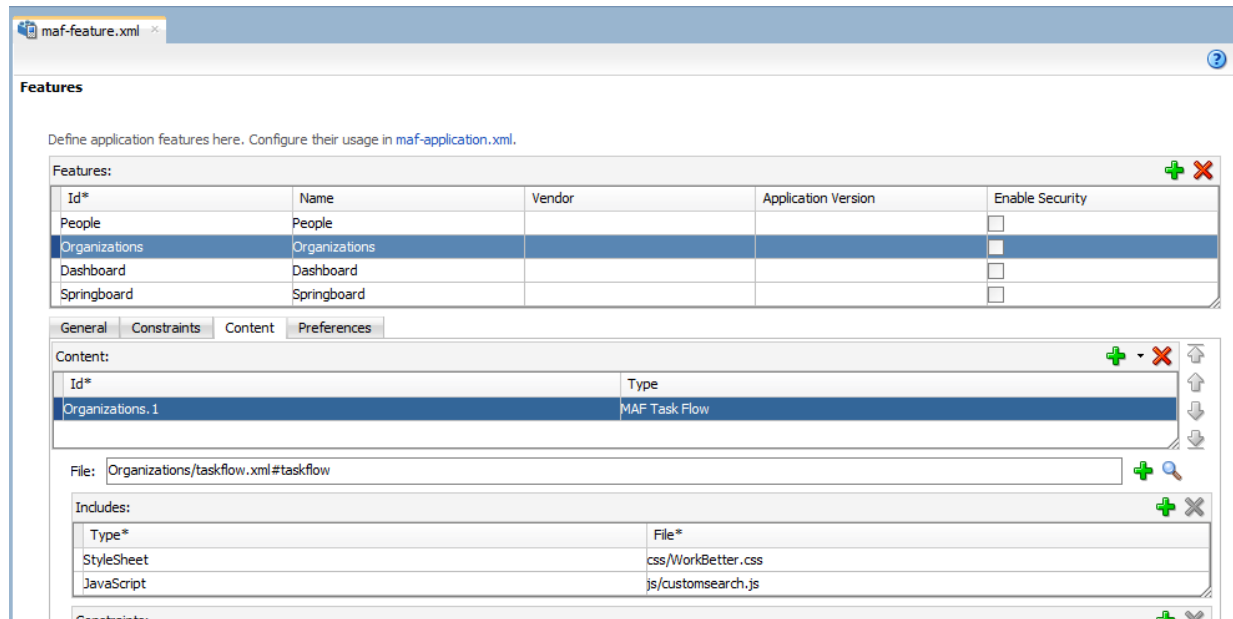 maf-feature.xml
Features
Define application features here. Configure their usage in maf-application.xml.
Features:
Id* Name Vendor Application Version Enable Security
People People
Organizations Organizations
Dashboard Dashboard
Springboard Springboard
General Constraints Content Preferences
Content:
Id* Type
Organizations.1 MAF Task Flow
File: Organizations/taskflow.xml#taskflow
Includes:
Type* File*
StyleSheet css/WorkBetter.css
JavaScript js/customsearch.js
Constraints: